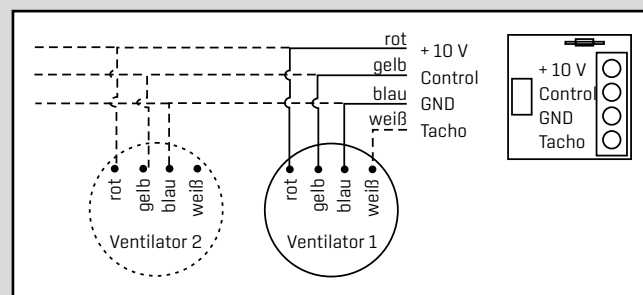 rot + 10 V
gelb Control
blau GND
weiß Tacho
+ 10 V
Control
GND
Tacho
rot gelb blau weiß
Ventilator 2
rot gelb blau weiß
Ventilator 1